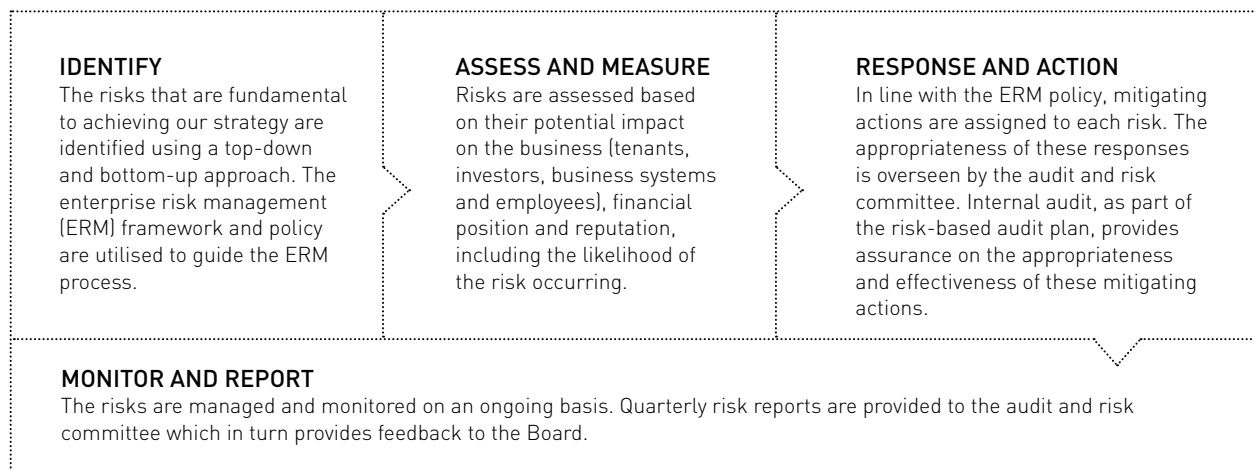 IDENTIFY
The risks that are fundamental
to achieving our strategy are
identified using a top-down
and bottom-up approach. The
enterprise risk management
(ERM) framework and policy
are utilised to guide the ERM
process.
ASSESS AND MEASURE
Risks are assessed based
on their potential impact
on the business (tenants,
investors, business systems
and employees), financial
position and reputation,
including the likelihood of
the risk occurring.
RESPONSE AND ACTION
In line with the ERM policy, mitigating
actions are assigned to each risk. The
appropriateness of these responses
is overseen by the audit and risk
committee. Internal audit, as part of
the risk-based audit plan, provides
assurance on the appropriateness
and effectiveness of these mitigating
actions.
MONITOR AND REPORT
The risks are managed and monitored on an ongoing basis. Quarterly risk reports are provided to the audit and risk
committee which in turn provides feedback to the Board.